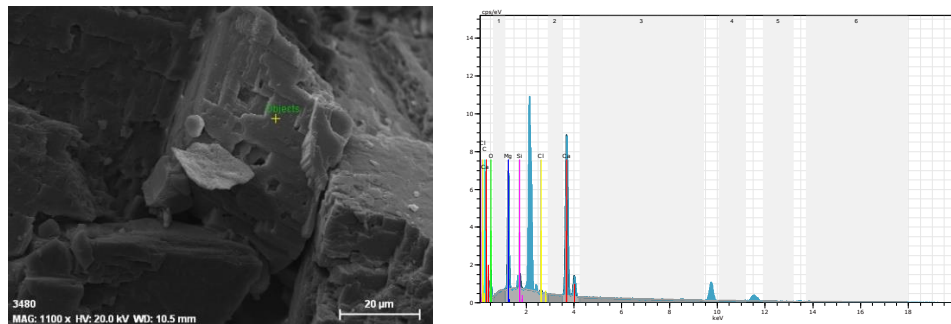 Objects
3480
MAG: 1100 x HV: 20.0 kV WD: 10.5 mm
20 µm
cps/eV
1 2 3 4 5 6
14
12
10
8
Cl
C
Ca
O Mg Si Cl Ca
6
4
2
0
2 4 6 8 10 12 14 16 18
keV